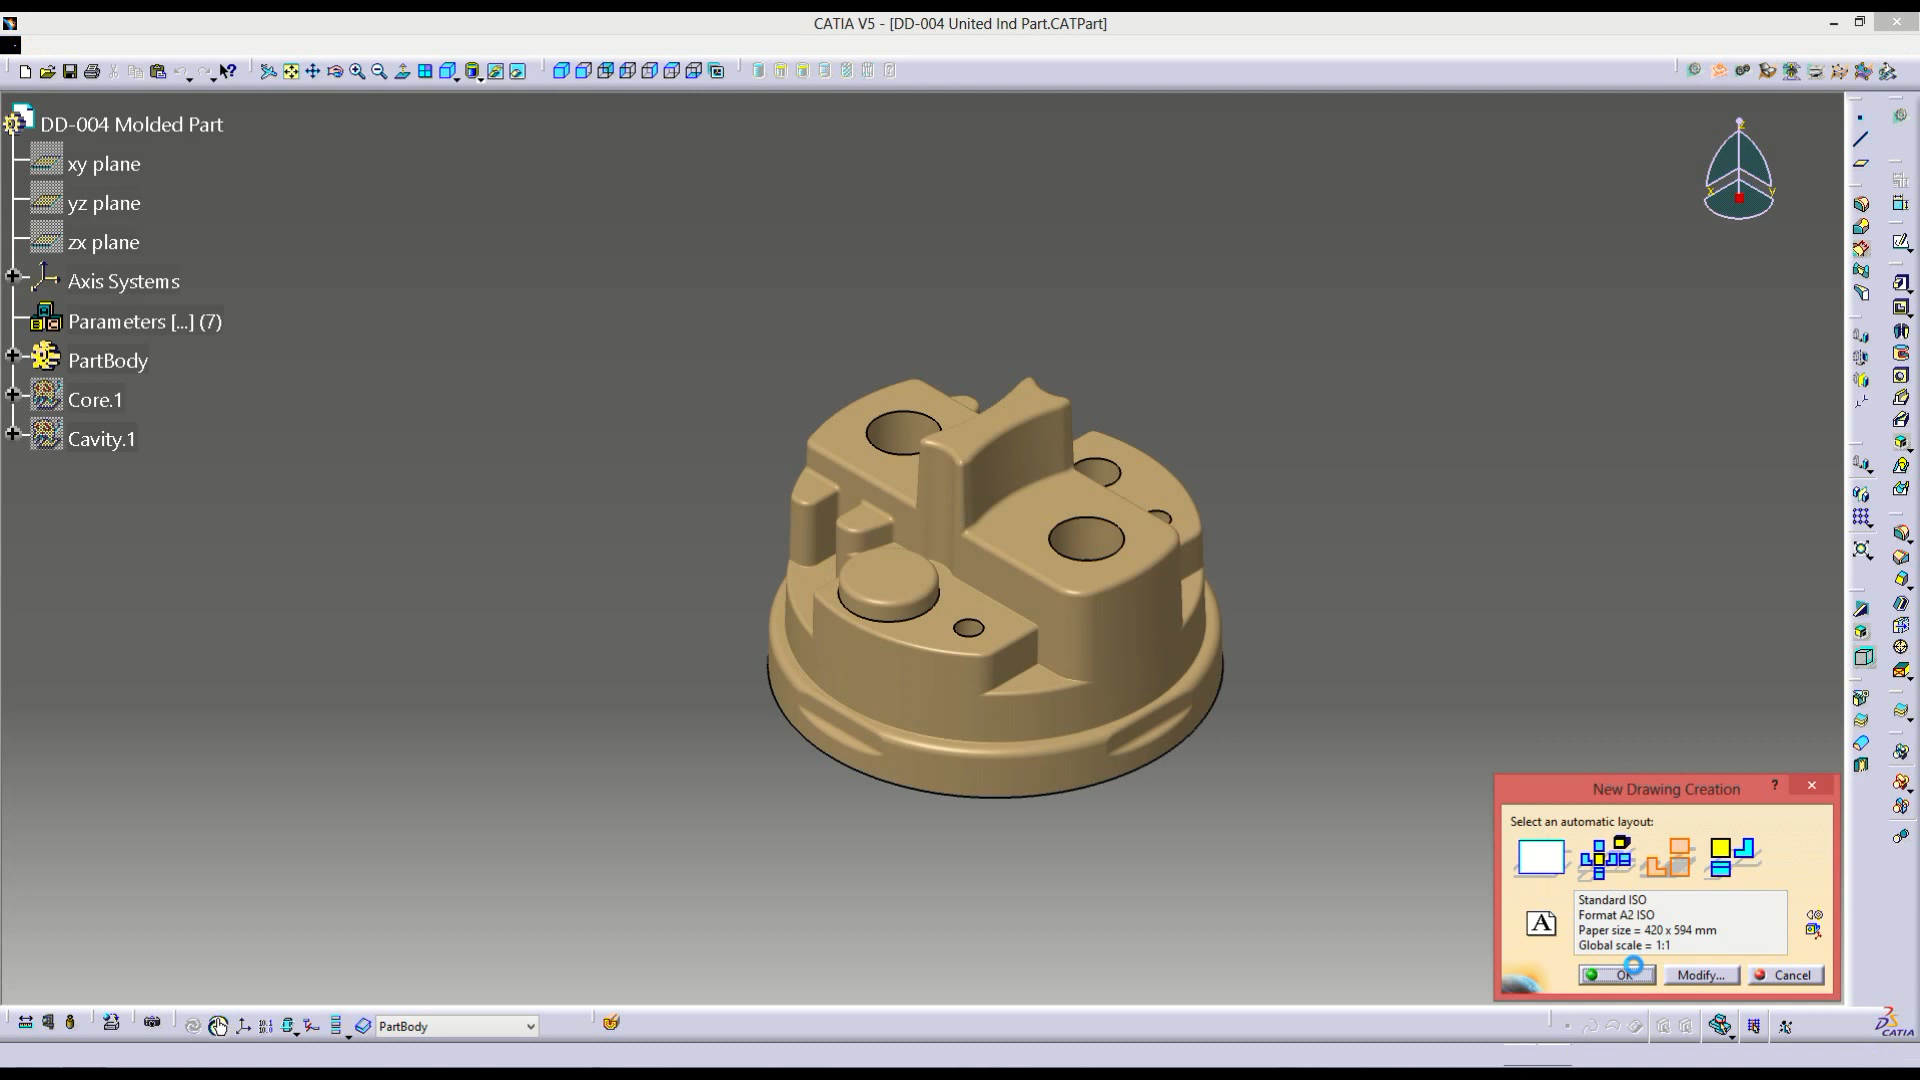 CATIA V5 - [DD-004 United Ind Part.CATPart]
DD-004 Molded Part
xy plane
yz plane
zx plane
Axis Systems
Parameters [...] (7)
PartBody
Core.1
Cavity.1
z
x
y
New Drawing Creation
Select an automatic layout:
A
Standard ISO
Format A2 ISO
Paper size = 420 x 594 mm
Global scale = 1:1
OK
Modify...
Cancel
PartBody
CATIA